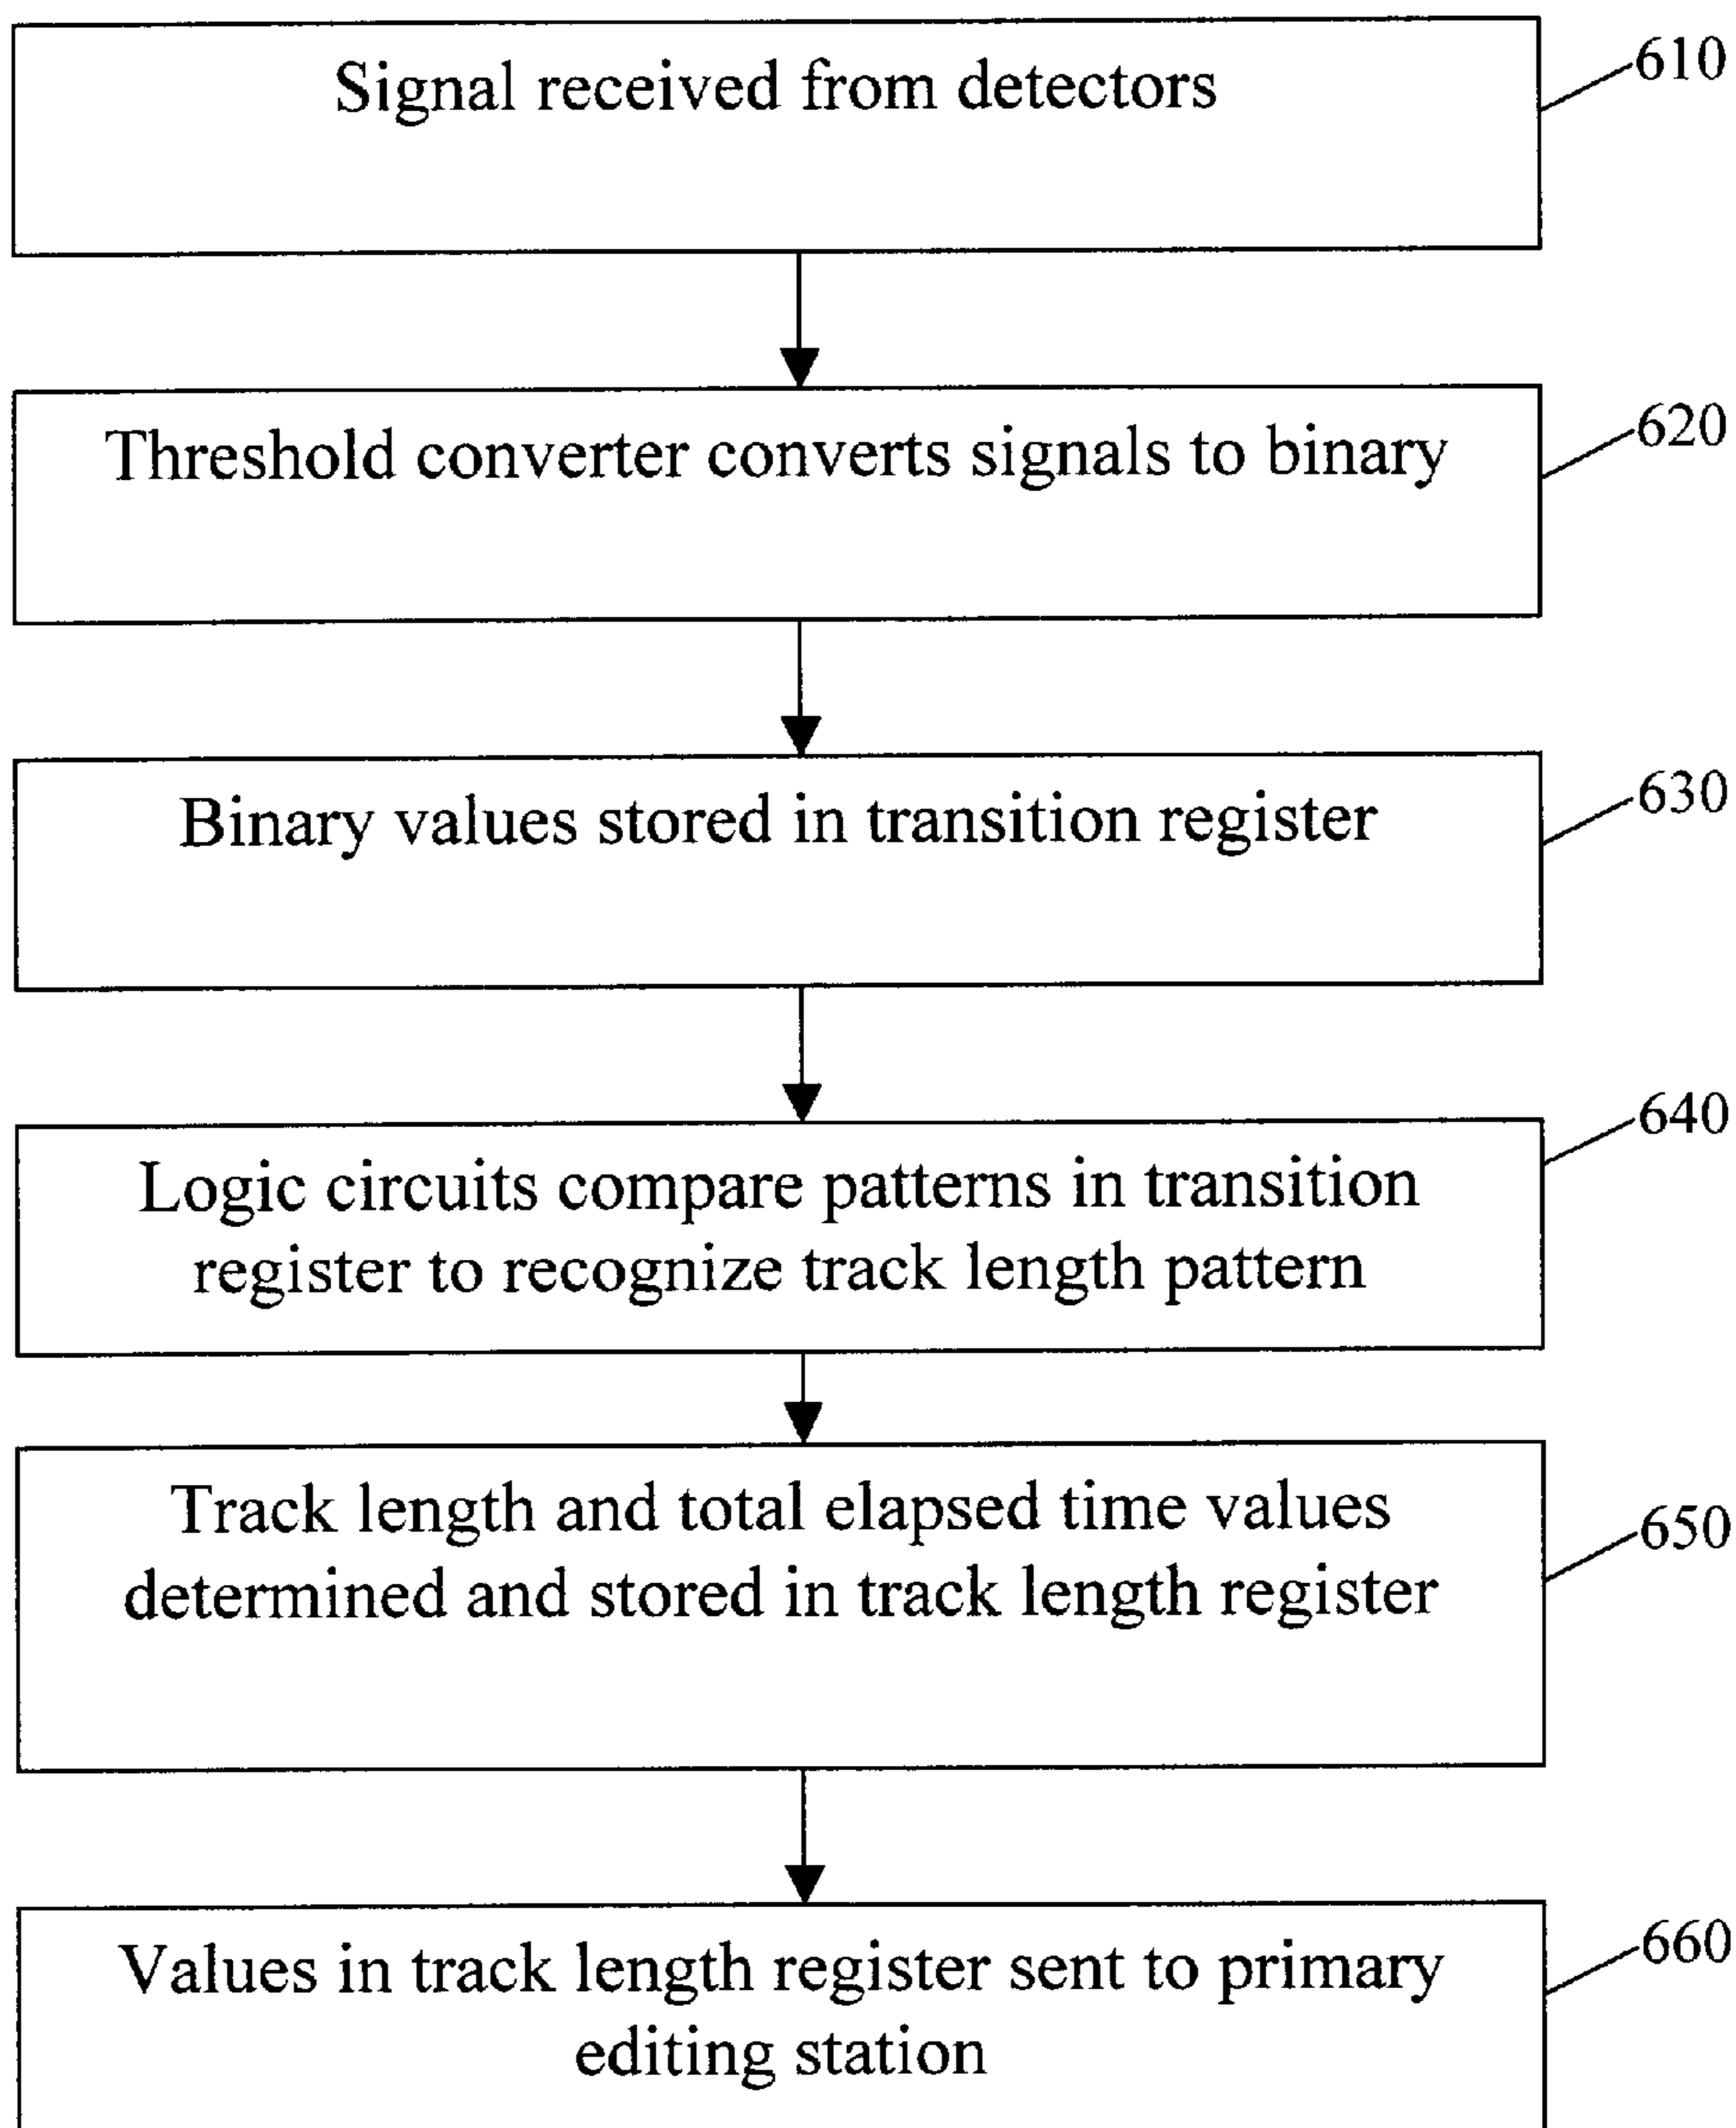 Signal received from detectors
610
Threshold converter converts signals to binary
620
Binary values stored in transition register
630
Logic circuits compare patterns in transition
register to recognize track length pattern
640
Track length and total elapsed time values
determined and stored in track length register
650
Values in track length register sent to primary
editing station
660